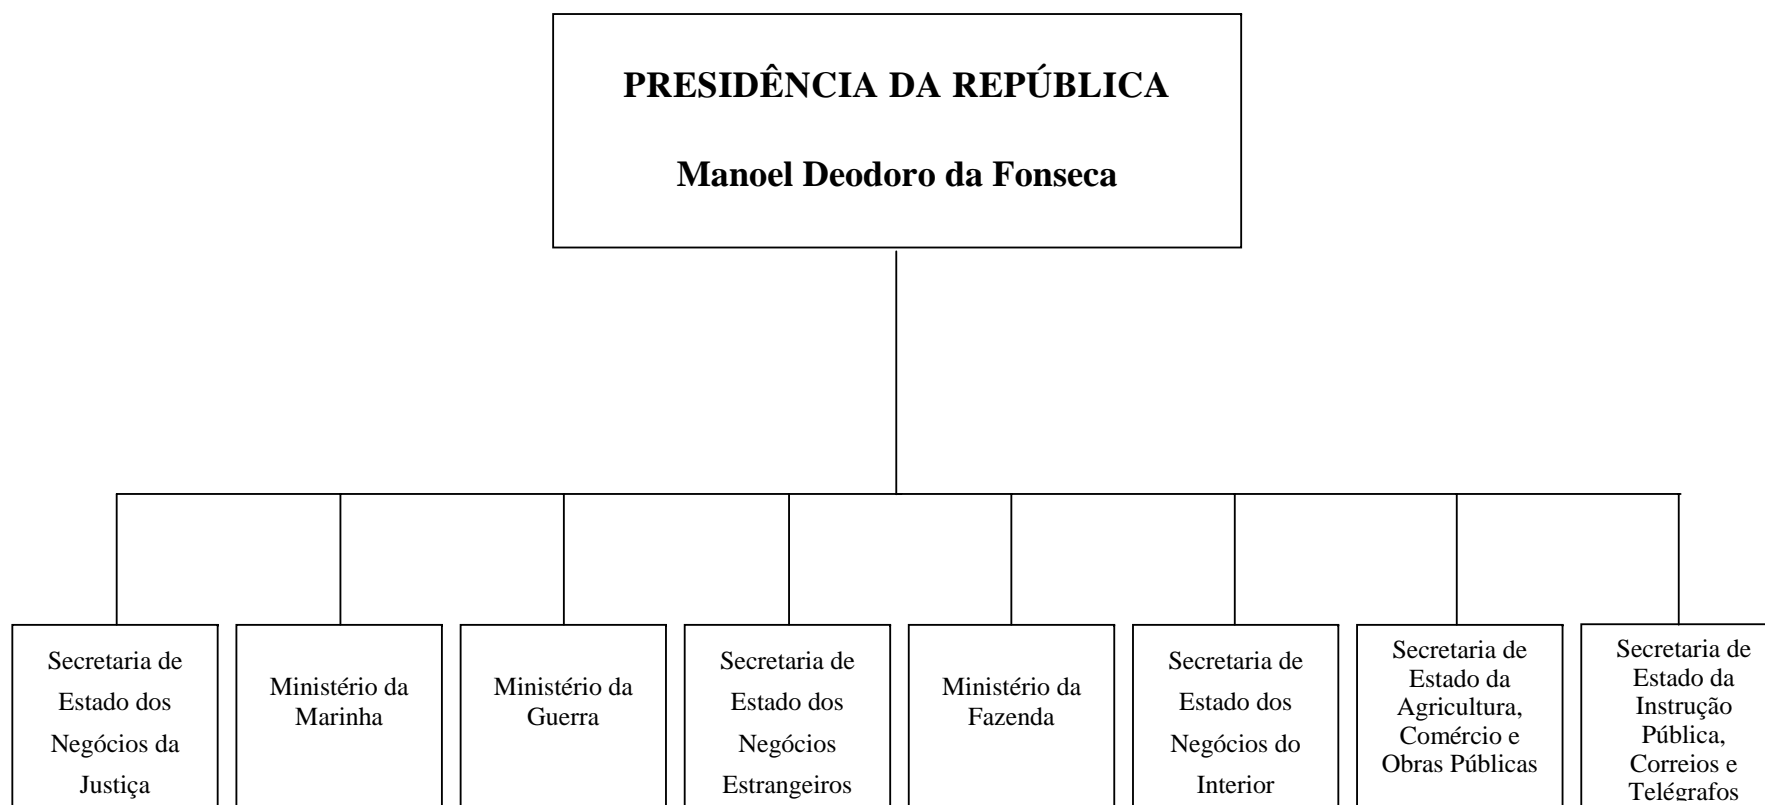 PRESIDÊNCIA DA REPÚBLICA
Manoel Deodoro da Fonseca
Secretaria de
Estado dos
Negócios da
Justiça
Ministério da
Marinha
Ministério da
Guerra
Secretaria de
Estado dos
Negócios
Estrangeiros
Ministério da
Fazenda
Secretaria de
Estado dos
Negócios do
Interior
Secretaria de
Estado da
Agricultura,
Comércio e
Obras Públicas
Secretaria de
Estado da
Instrução
Pública,
Correios e
Telégrafos